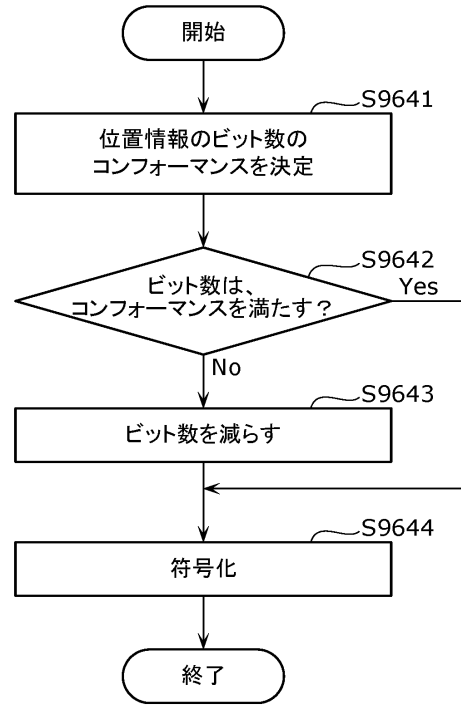 開始
S9641
位置情報のビット数の
コンフォーマンスを決定
S9642
ビット数は、
コンフォーマンスを満たす？
Yes
No
S9643
ビット数を減らす
S9644
符号化
終了